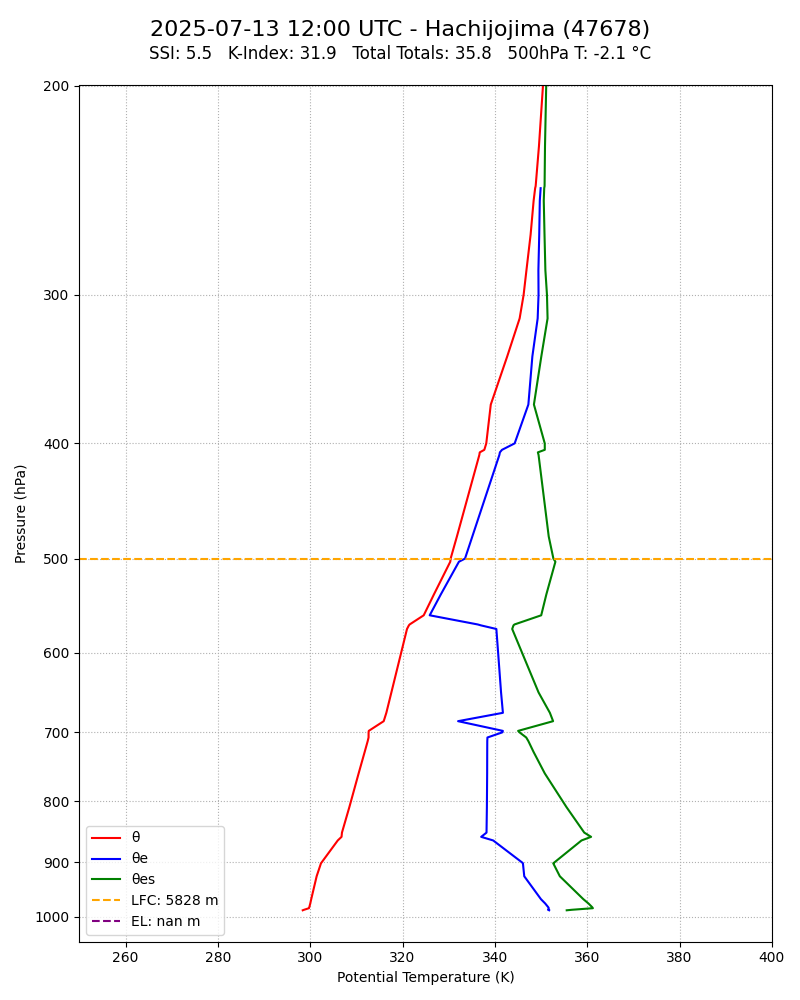 2025-07-13 12:00 UTC - Hachijojima (47678)
SSI: 5.5 K-Index: 31.9 Total Totals: 35.8 500hPa T: -2.1 °C
200
300
400
500
600
700
800
900
1000
Pressure (hPa)
θ
θe
θes
LFC: 5828 m
EL: nan m
260 280 300 320 340 360 380 400
Potential Temperature (K)